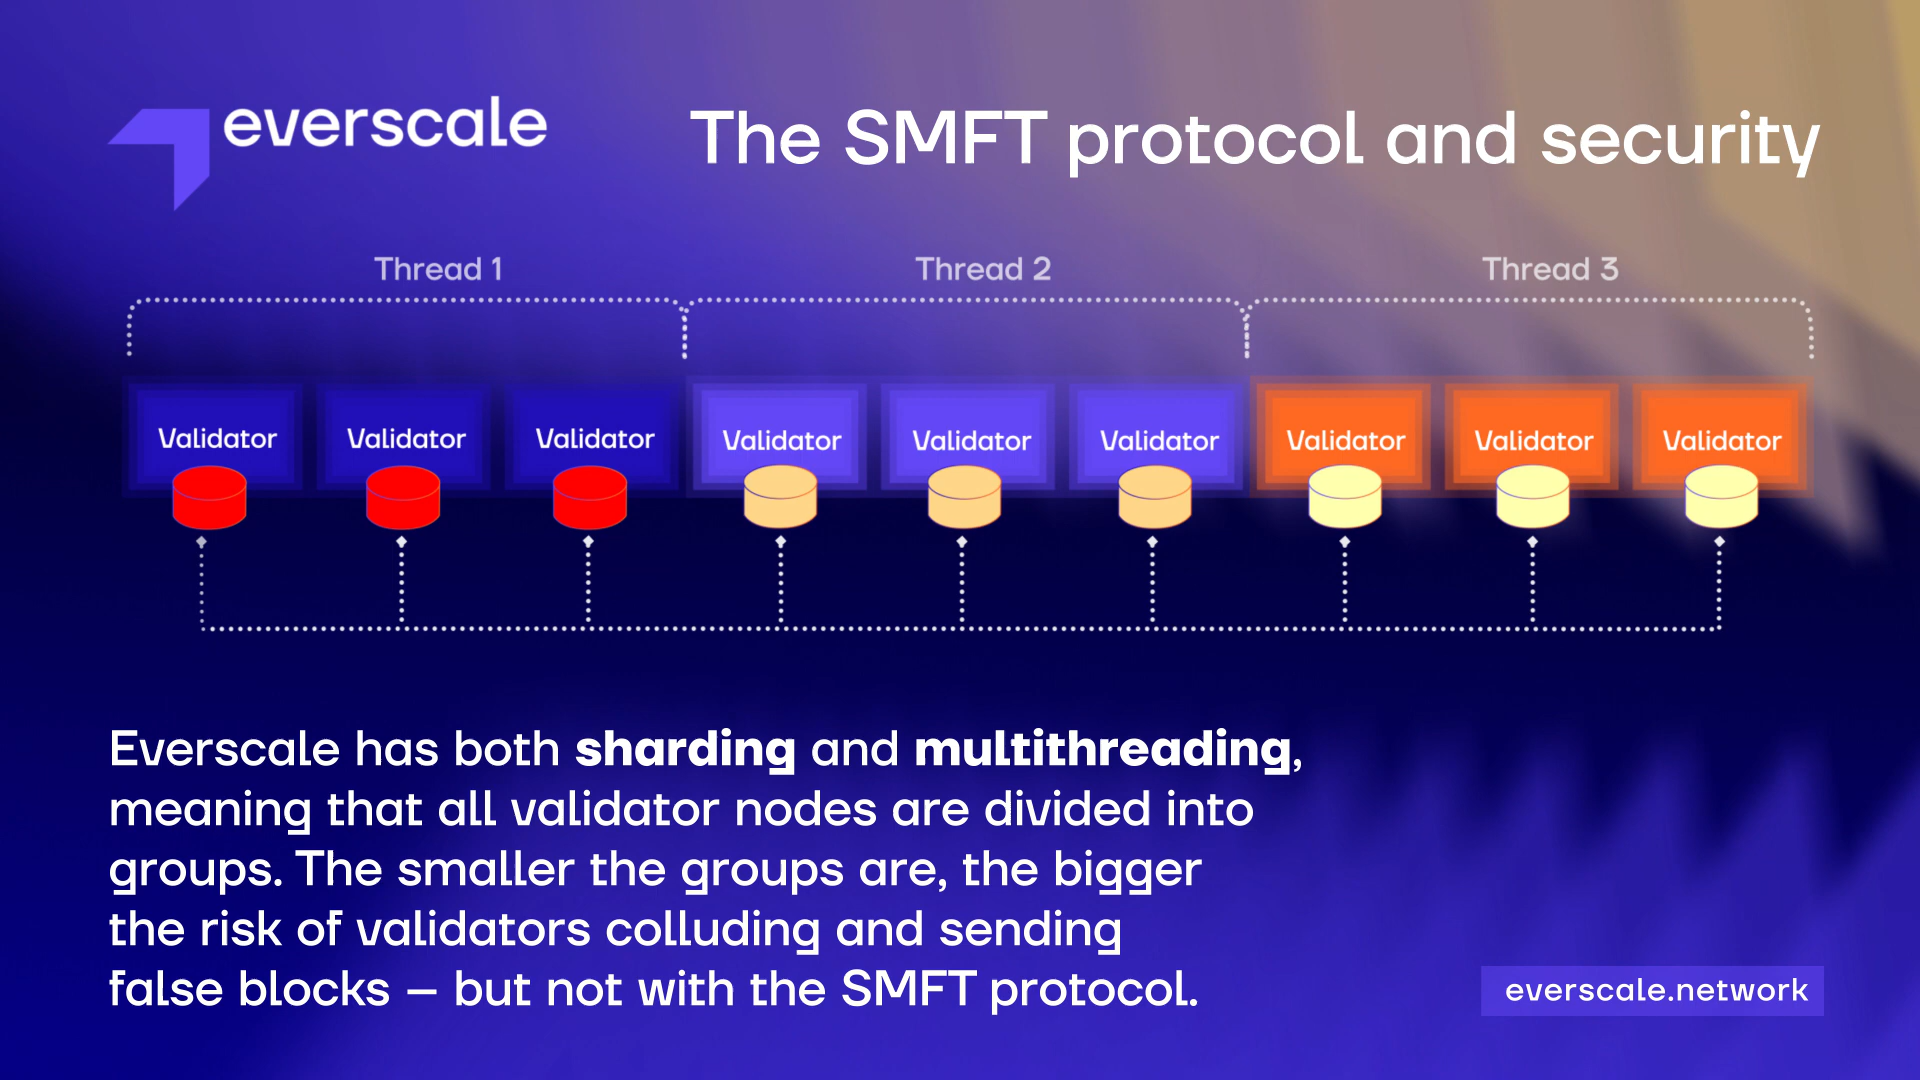 everscale
The SMFT protocol and security
Thread 1
Thread 2
Thread 3
Validator
Validator
Validator
Validator
Validator
Validator
Validator
Validator
Validator
Everscale has both sharding and multithreading,
meaning that all validator nodes are divided into
groups. The smaller the groups are, the bigger
the risk of validators colluding and sending
false blocks – but not with the SMFT protocol.
everscale.network